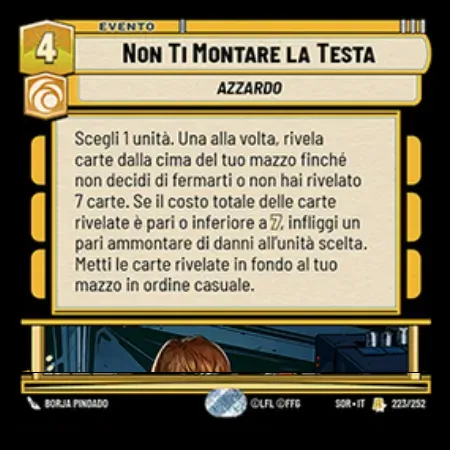 EVENTO
4
NON TI MONTARE LA TESTA
AZZARDO
Scegli 1 unità. Una alla volta, rivela
carte dalla cima del tuo mazzo finché
non decidi di fermarti o non hai rivelato
7 carte. Se il costo totale delle carte
rivelate è pari o inferiore a 7, infliggi un
pari ammontare di danni all'unità scelta.
Metti le carte rivelate in fondo al tuo
mazzo in ordine casuale.
BORJA PINDADO
©LFL ©FFG
SOR • IT
223/252